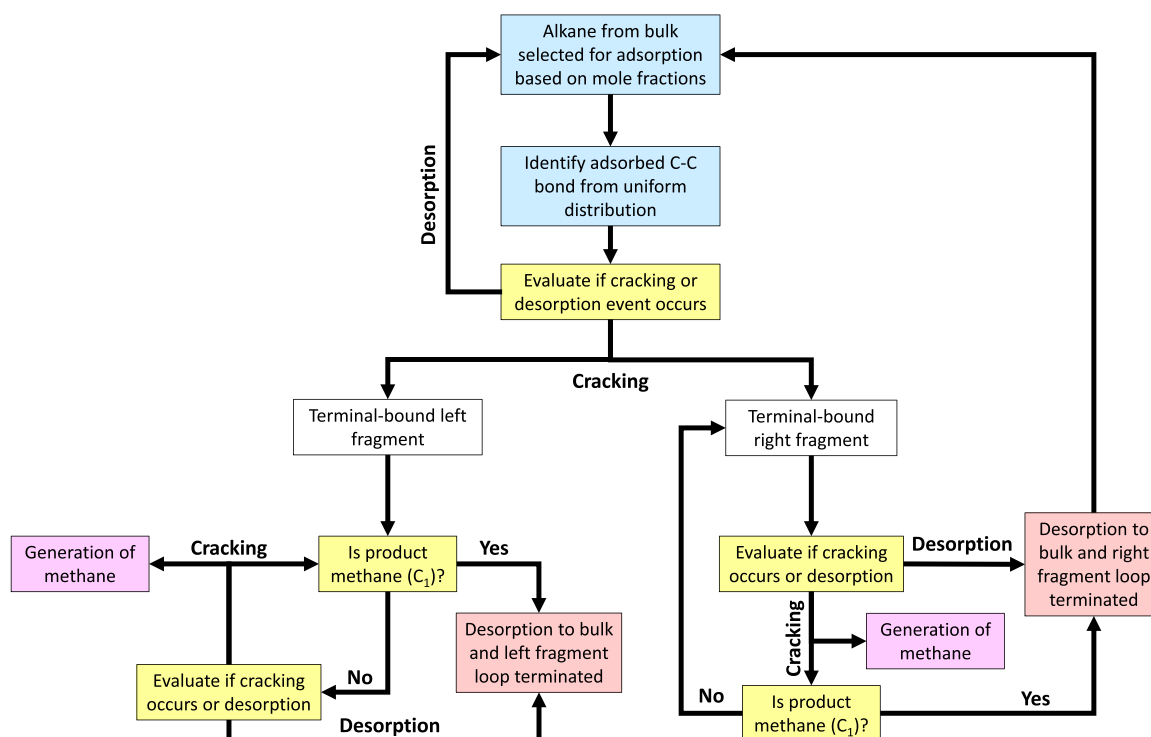 Alkane from bulk
selected for adsorption
based on mole fractions
Desorption
Identify adsorbed C-C
bond from uniform
distribution
Evaluate if cracking or
desorption event occurs
Cracking
Terminal-bound left
fragment
Terminal-bound
right fragment
Generation of
methane
Cracking
Is product
methane (C₁)?
Yes
Evaluate if cracking
occurs or desorption
Desorption
Desorption to
bulk and right
fragment loop
terminated
Desorption to bulk
and left fragment
loop terminated
Cracking
Generation of
methane
Evaluate if cracking
occurs or desorption
No
Desorption
No
Is product
methane (C₁)?
Yes